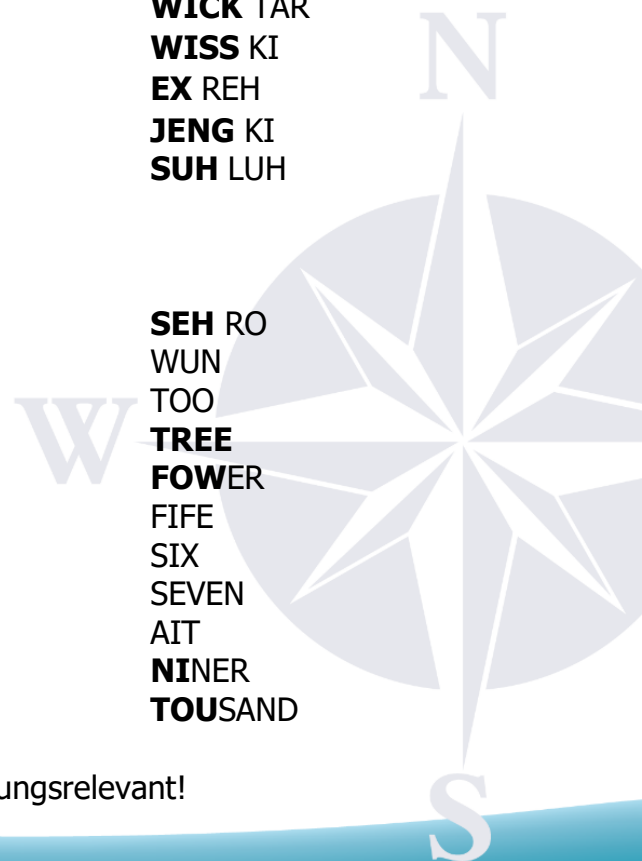 WICK TAR
WISS KI
EX REH
JENG KI
SUH LUH
N
SEH RO
WUN
TOO
W
TREE
FOWER
FIFE
SIX
SEVEN
AIT
NINER
TOUSAND
ungsrelevant!
S